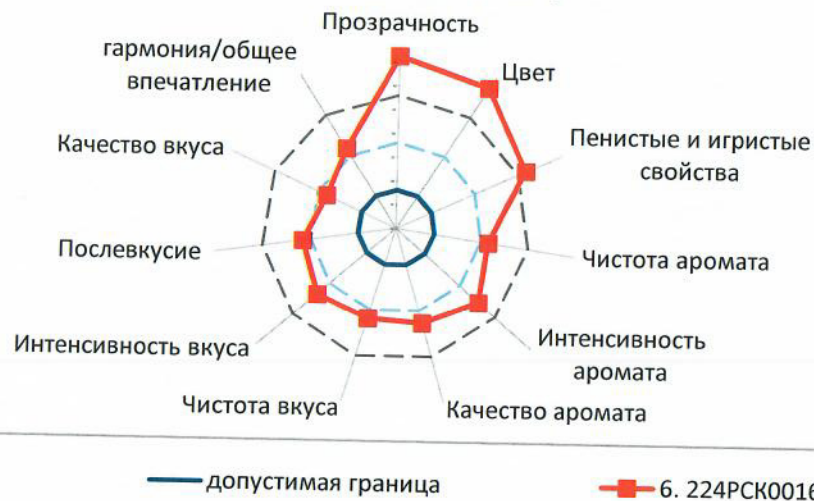 Прозрачность
гармония/общее
впечатление
Цвет
Качество вкуса
Пенистые и игристые
свойства
Послевкусие
Чистота аромата
Интенсивность вкуса
Интенсивность
аромата
Чистота вкуса
Качество аромата
допустимая граница
6. 224РСК0016